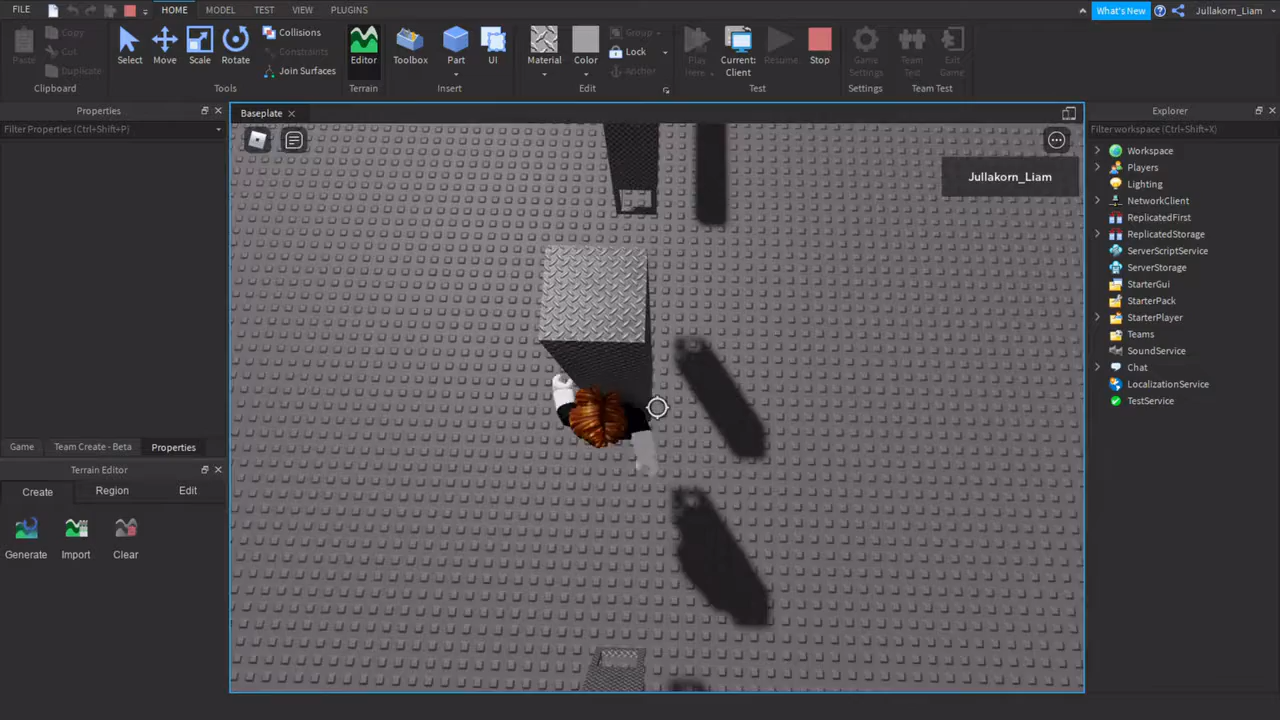 FILE HOME MODEL TEST VIEW PLUGINS What's New Jullakorn_Liam
Paste Copy Cut Duplicate
Clipboard
Select Move Scale Rotate Collisions Constraints Join Surfaces
Tools
Editor
Terrain
Toolbox Part UI
Insert
Material Color Group Lock Anchor
Edit
Play Here Current: Client Resume Stop
Test
Game Settings
Settings
Team Test Exit Game
Team Test
Properties
Filter Properties (Ctrl+Shift+P)
Game Team Create - Beta Properties
Terrain Editor
Create Region Edit
Generate Import Clear
Baseplate
Jullakorn_Liam
Explorer
Filter workspace (Ctrl+Shift+X)
Workspace
Players
Lighting
NetworkClient
ReplicatedFirst
ReplicatedStorage
ServerScriptService
ServerStorage
StarterGui
StarterPack
StarterPlayer
Teams
SoundService
Chat
LocalizationService
TestService